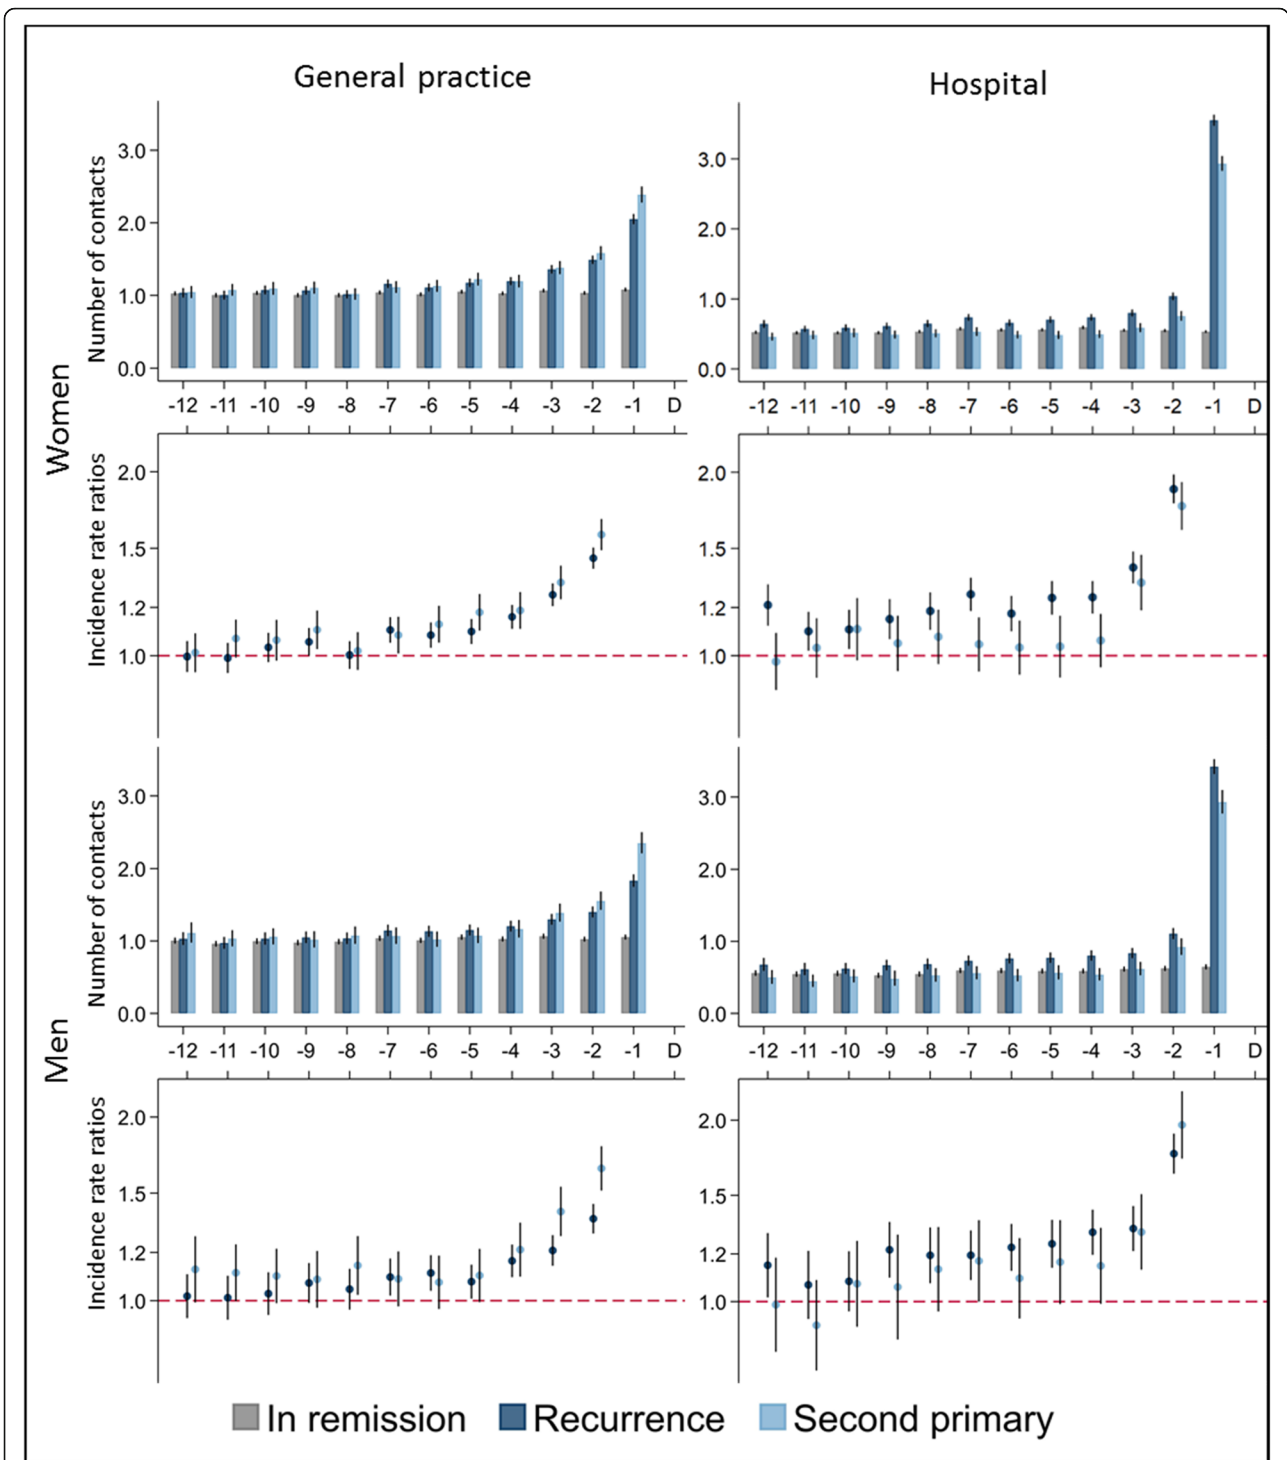 General practice
Hospital
Women
Number of contacts
3.0
2.0
1.0
0.0
-12 -11 -10 -9 -8 -7 -6 -5 -4 -3 -2 -1 D
3.0
2.0
1.0
0.0
-12 -11 -10 -9 -8 -7 -6 -5 -4 -3 -2 -1 D
Incidence rate ratios
2.0
1.5
1.2
1.0
2.0
1.5
1.2
1.0
Men
Number of contacts
3.0
2.0
1.0
0.0
-12 -11 -10 -9 -8 -7 -6 -5 -4 -3 -2 -1 D
3.0
2.0
1.0
0.0
-12 -11 -10 -9 -8 -7 -6 -5 -4 -3 -2 -1 D
Incidence rate ratios
2.0
1.5
1.2
1.0
2.0
1.5
1.2
1.0
In remission Recurrence Second primary